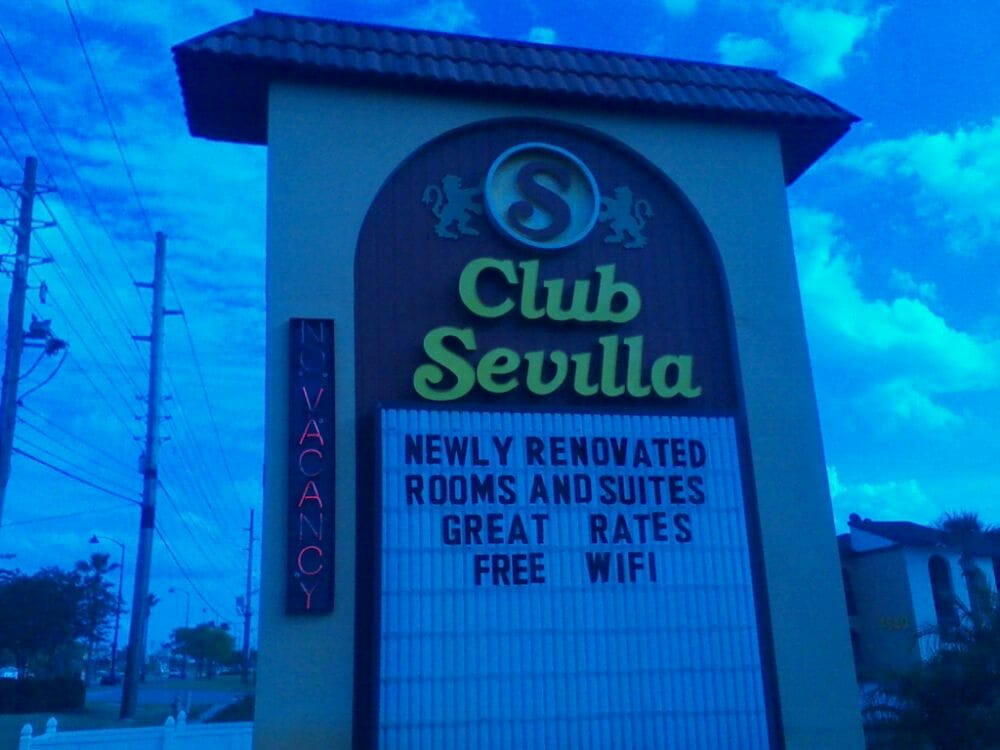 S
Club
Sevilla
NEWLY RENOVATED
ROOMS AND SUITES
GREAT RATES
FREE WIFI
NO VACANCY